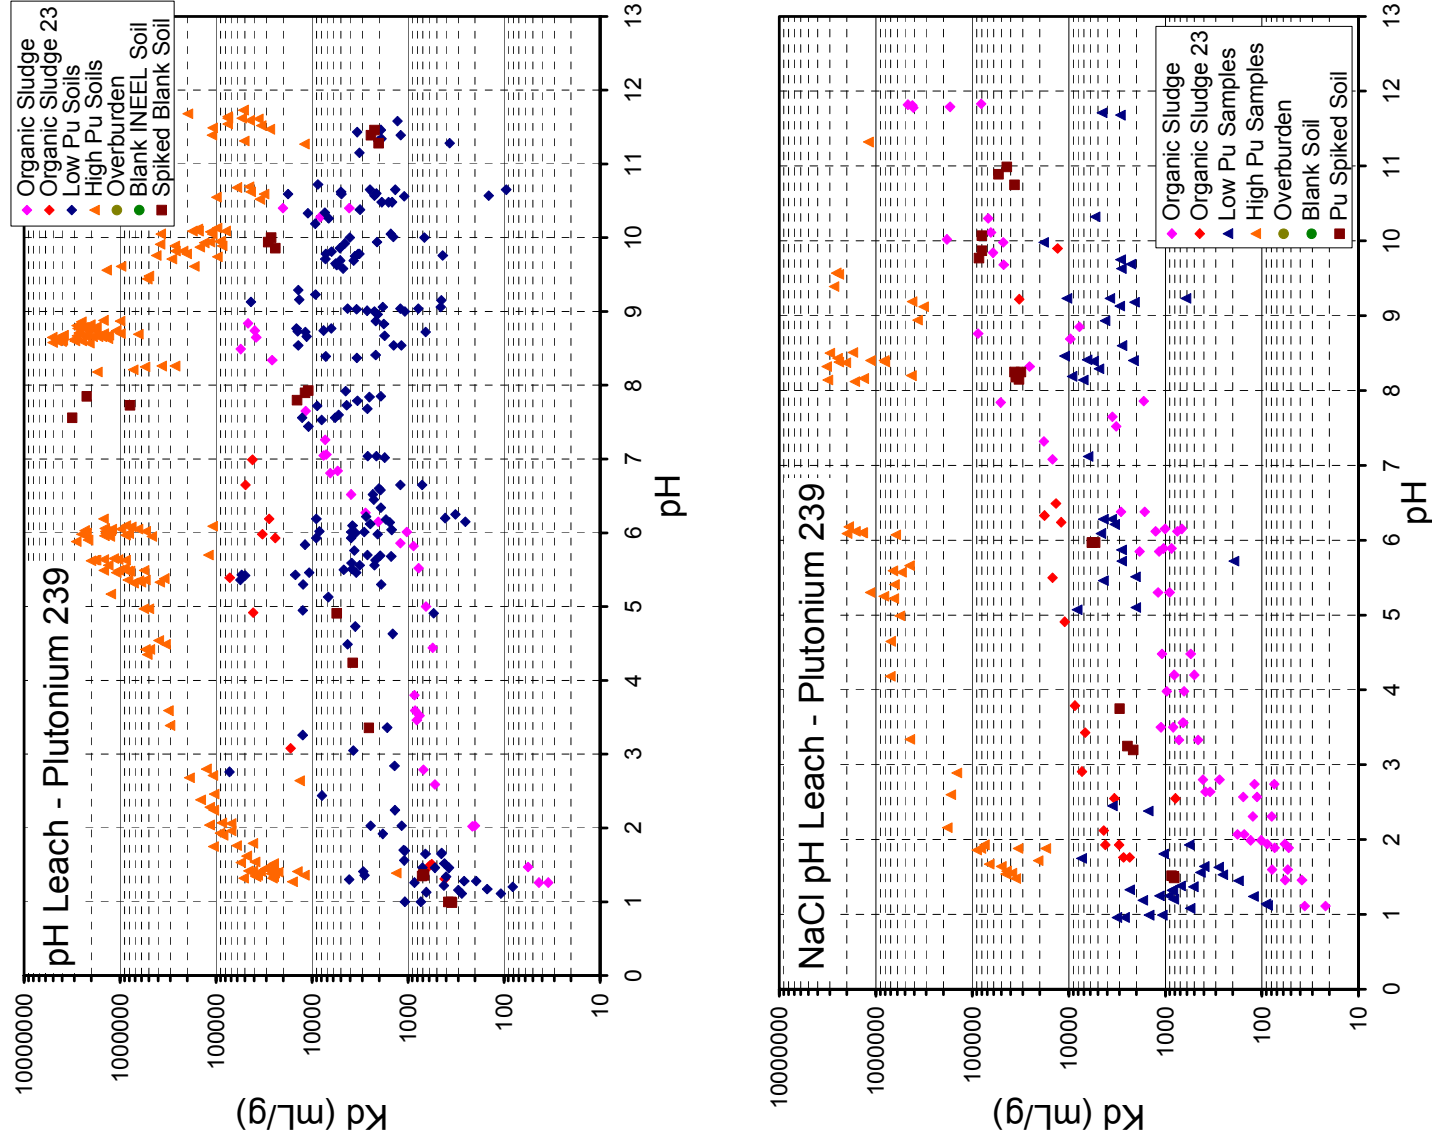 pH Leach - Plutonium 239
Organic Sludge
Organic Sludge 23
Low Pu Soils
High Pu Soils
Overburden
Blank INEEL Soil
Spiked Blank Soil
Kd (mL/g)
10000000
1000000
100000
10000
1000
100
10
0 1 2 3 4 5 6 7 8 9 10 11 12 13
pH
NaCl pH Leach - Plutonium 239
Organic Sludge
Organic Sludge 23
Low Pu Samples
High Pu Samples
Overburden
Blank Soil
Pu Spiked Soil
Kd (mL/g)
10000000
1000000
100000
10000
1000
100
10
0 1 2 3 4 5 6 7 8 9 10 11 12 13
pH